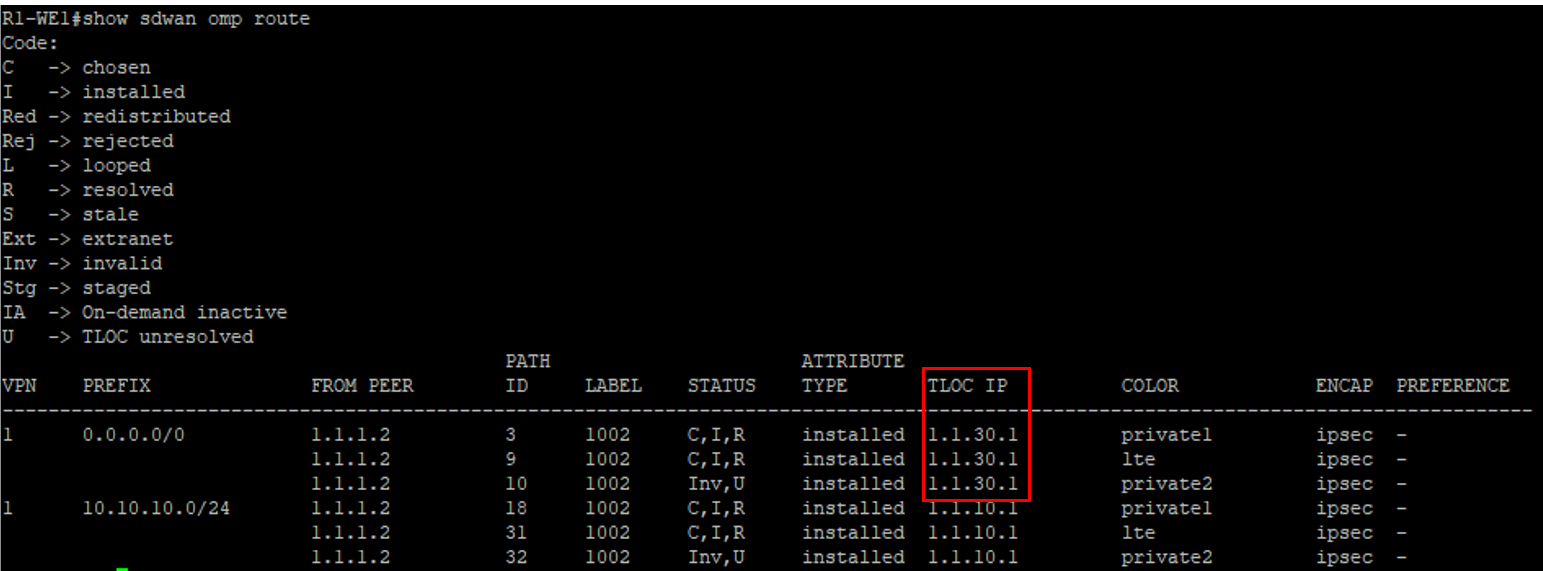 R1-WE1#show sdwan omp route
Code:
C   -> chosen
I   -> installed
Red -> redistributed
Rej -> rejected
L   -> looped
R   -> resolved
S   -> stale
Ext -> extranet
Inv -> invalid
Stg -> staged
IA  -> On-demand inactive
U   -> TLOC unresolved
PATH ATTRIBUTE
VPN PREFIX FROM PEER ID LABEL STATUS TYPE TLOC IP COLOR ENCAP PREFERENCE
1 0.0.0.0/0 1.1.1.2 3 1002 C,I,R installed 1.1.30.1 private1 ipsec -
1.1.1.2 9 1002 C,I,R installed 1.1.30.1 lte ipsec -
1.1.1.2 10 1002 Inv,U installed 1.1.30.1 private2 ipsec -
1 10.10.10.0/24 1.1.1.2 18 1002 C,I,R installed 1.1.10.1 private1 ipsec -
1.1.1.2 31 1002 C,I,R installed 1.1.10.1 lte ipsec -
1.1.1.2 32 1002 Inv,U installed 1.1.10.1 private2 ipsec -